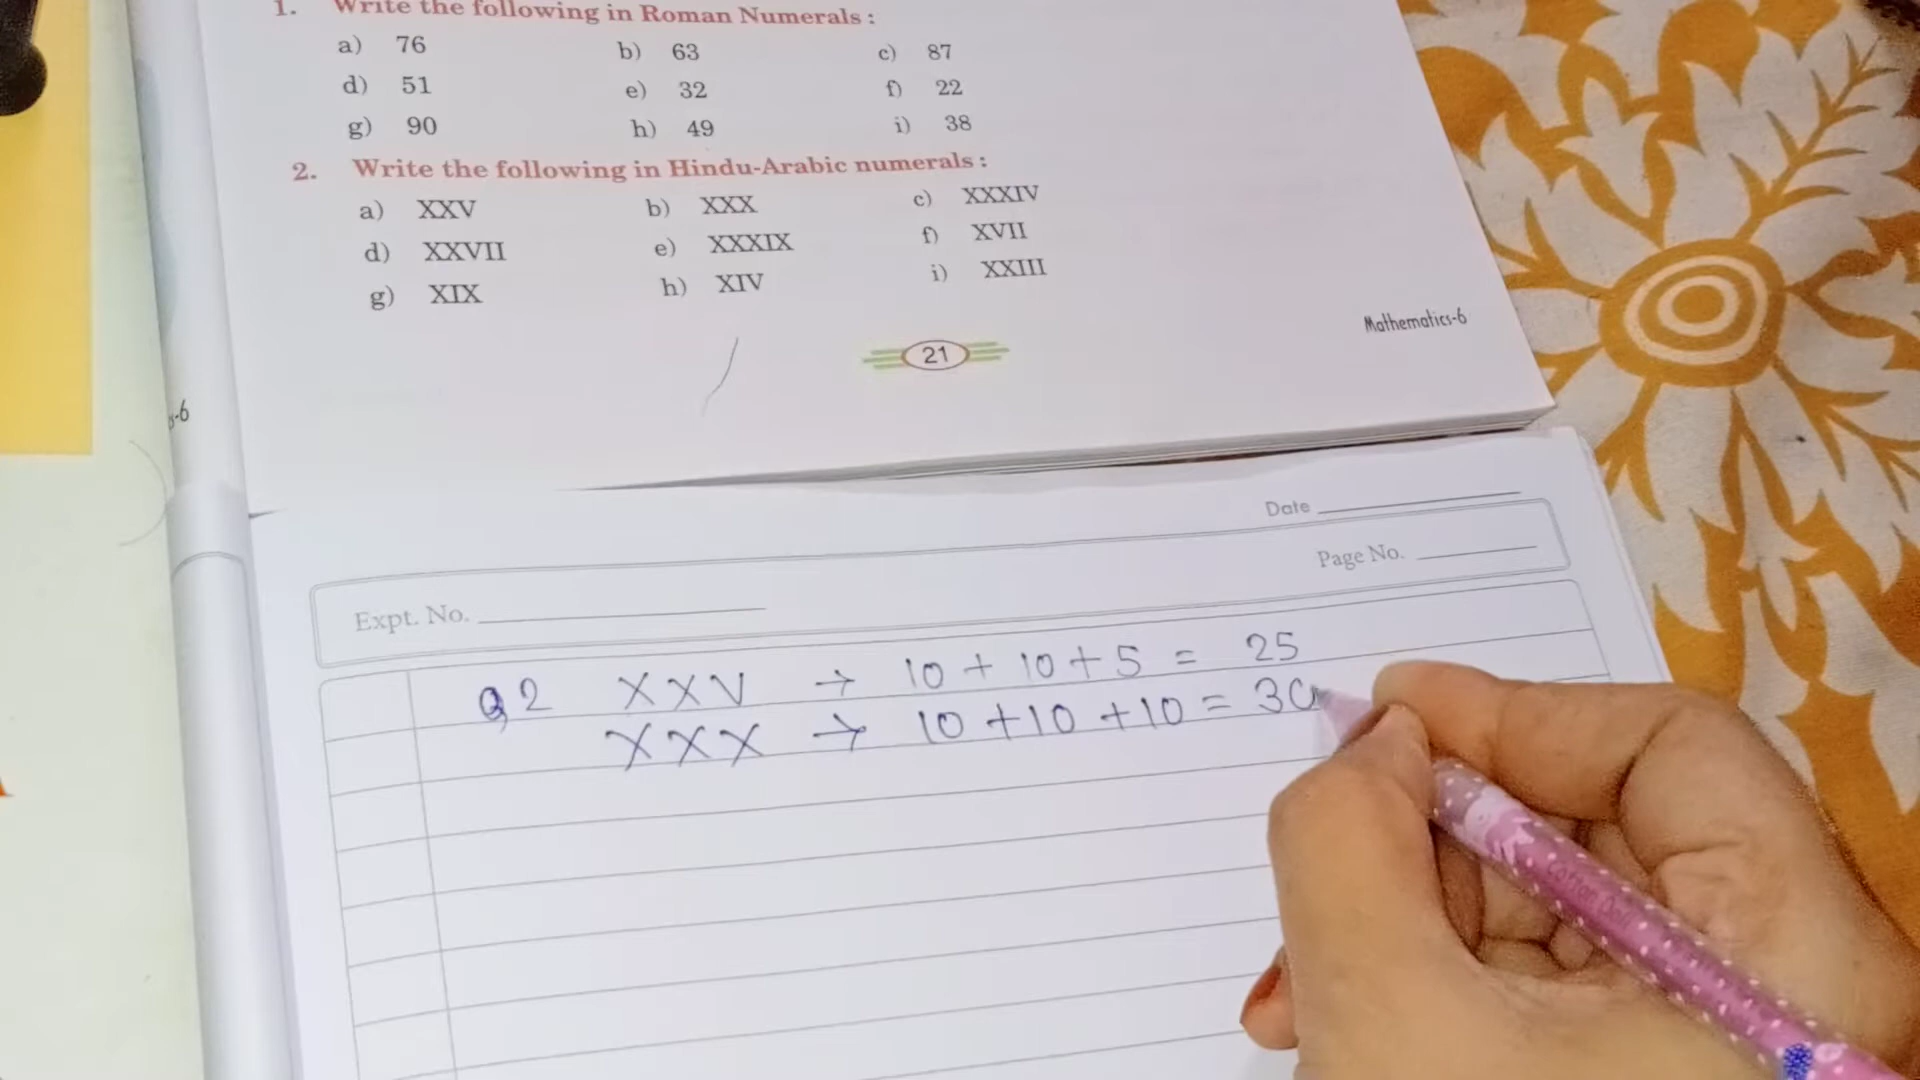 1. Write the following in Roman Numerals :
a) 76 b) 63 c) 87
d) 51 e) 32 f) 22
g) 90 h) 49 i) 38
2. Write the following in Hindu-Arabic numerals :
a) XXV b) XXX c) XXXIV
d) XXVII e) XXXIX f) XVII
g) XIX h) XIV i) XXIII
Mathematics-6
21
-6
Date
Page No.
Expt. No.
Q2 XXV → 10 + 10 + 5 = 25
XXX → 10 + 10 + 10 = 30